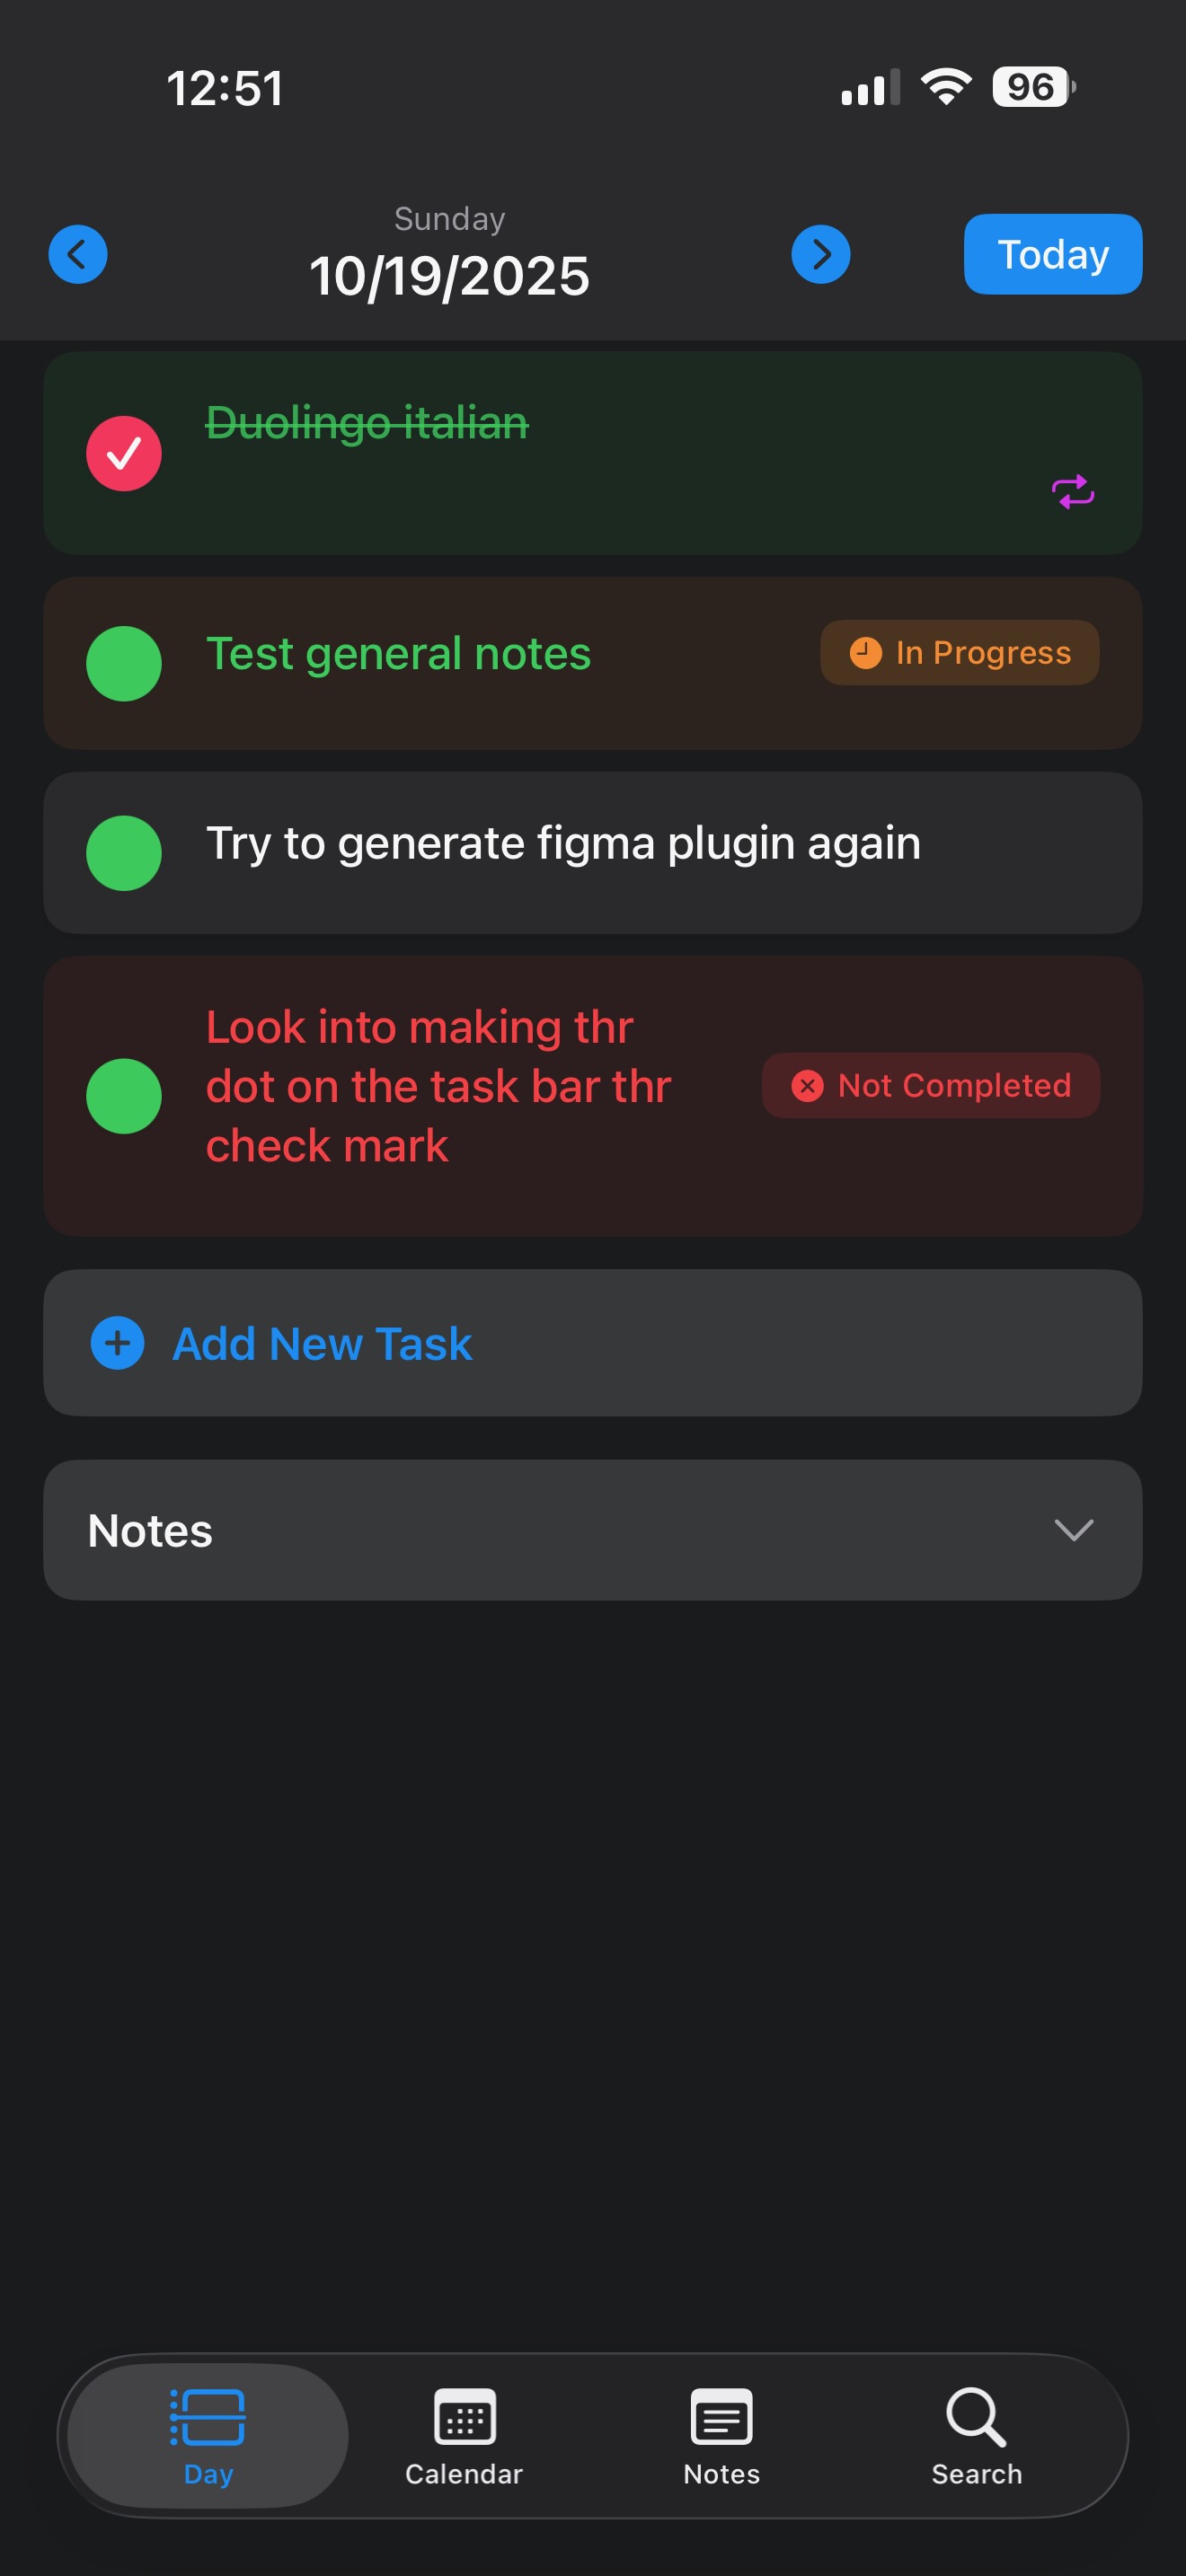 12:51
96
Sunday
10/19/2025
Today
Duolingo italian
Test general notes
In Progress
Try to generate figma plugin again
Look into making thr
dot on the task bar thr
check mark
Not Completed
Add New Task
Notes
Day
Calendar
Notes
Search